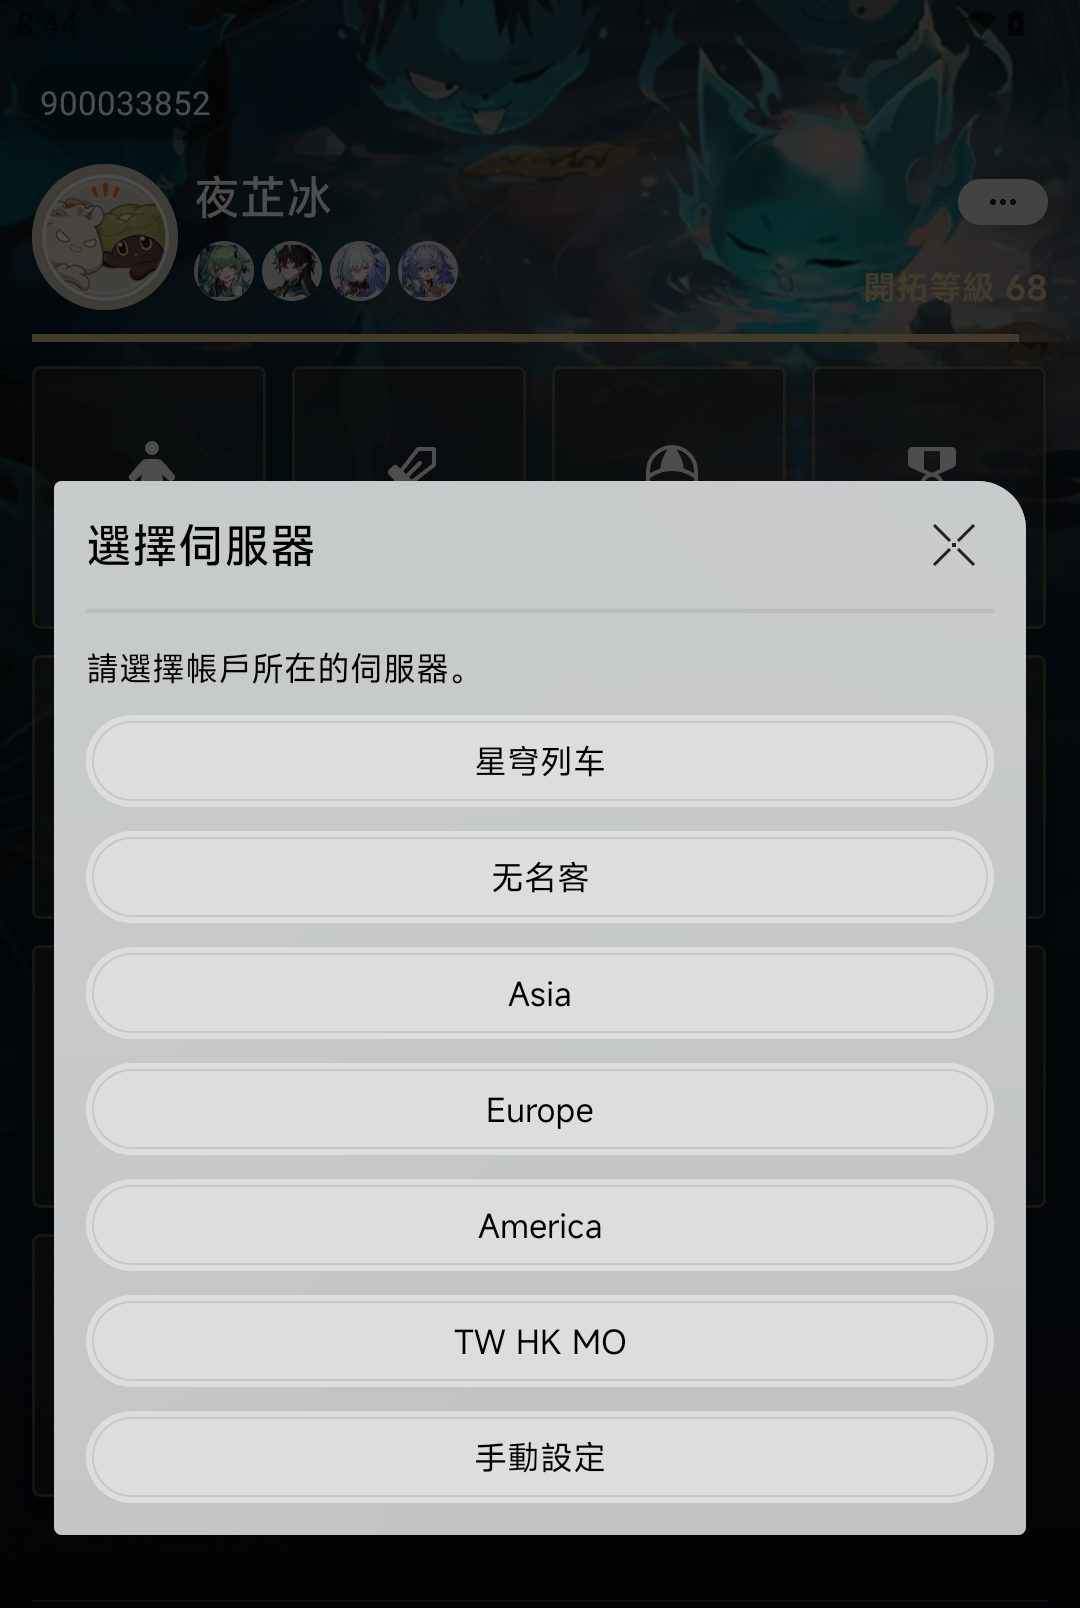 8:44
900033852
夜芷冰
開拓等級 68
選擇伺服器
請選擇帳戶所在的伺服器。
星穹列车
无名客
Asia
Europe
America
TW HK MO
手動設定